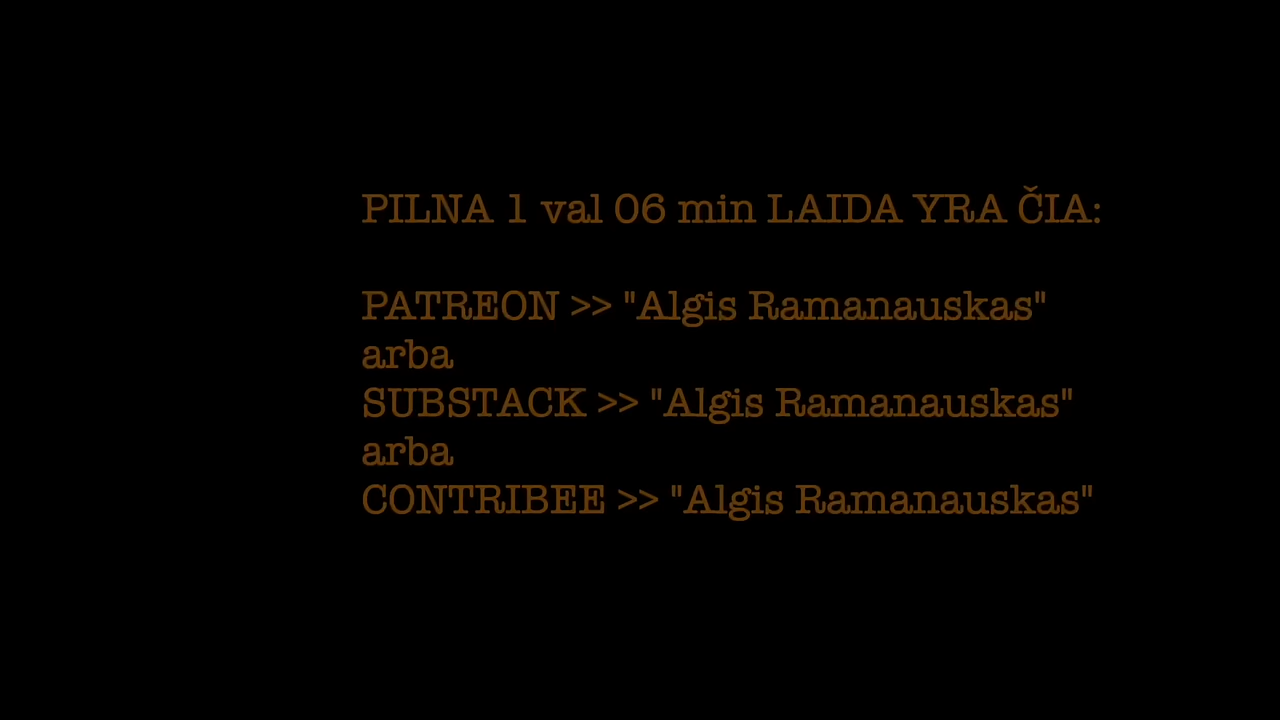 PILNA 1 val 06 min LAIDA YRA ČIA:
PATREON >> "Algis Ramanauskas"
arba
SUBSTACK >> "Algis Ramanauskas"
arba
CONTRIBEE >> "Algis Ramanauskas"